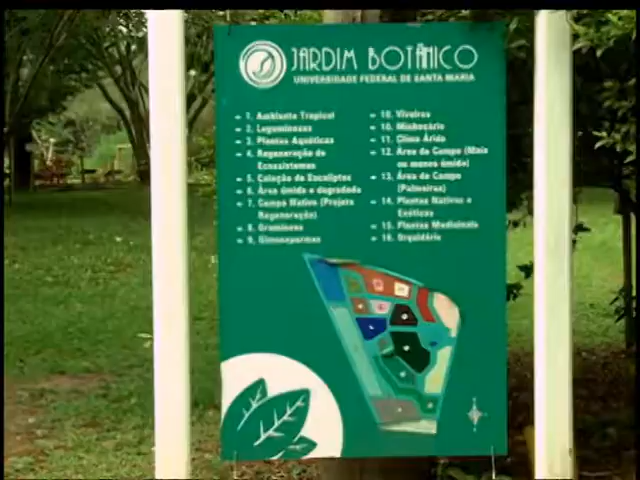 JARDIM BOTÂNICO
UNIVERSIDADE FEDERAL DE SANTA MARIA
1. Ambiente Tropical
2. Leguminosas
3. Plantas Aquáticas
4. Regeneração de
Ecossistemas
5. Coleção de Eucaliptos
6. Área úmida e degradada
7. Campo Nativo (Projeto
Regeneração)
8. Gramíneas
9. Gimnospermas
10. Viveiros
10. Minhocário
11. Clima Árido
12. Área de Campo (Mais
ou menos úmido)
13. Área de Campo
(Palmeiras)
14. Plantas Nativas e
Exóticas
15. Plantas Medicinais
16. Orquidário